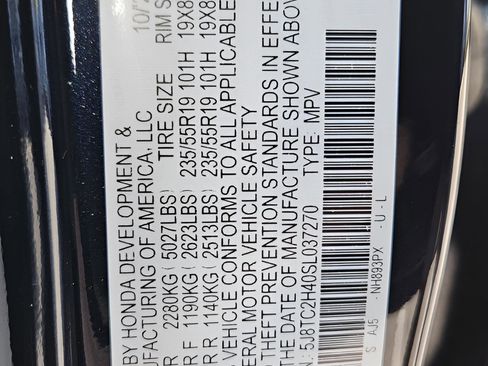 BY HONDA DEVELOPMENT &
UFACTURING OF AMERICA, LLC 10/2
R 2280KG( 5027LBS) TIRE SIZE RIM S
R F 1190KG( 2623LBS) 235/55R19 101H 19X8
R R 1140KG( 2513LBS) 235/55R19 101H 19X8
VEHICLE CONFORMS TO ALL APPLICABLE
ERAL MOTOR VEHICLE SAFETY
PREVENTION STANDARDS IN EFFE
DATE OF MANUFACTURE SHOWN ABOV
N: 5J8TC2H40SL037270 TYPE: MPV
S AJ5 - NH893PX - U - L